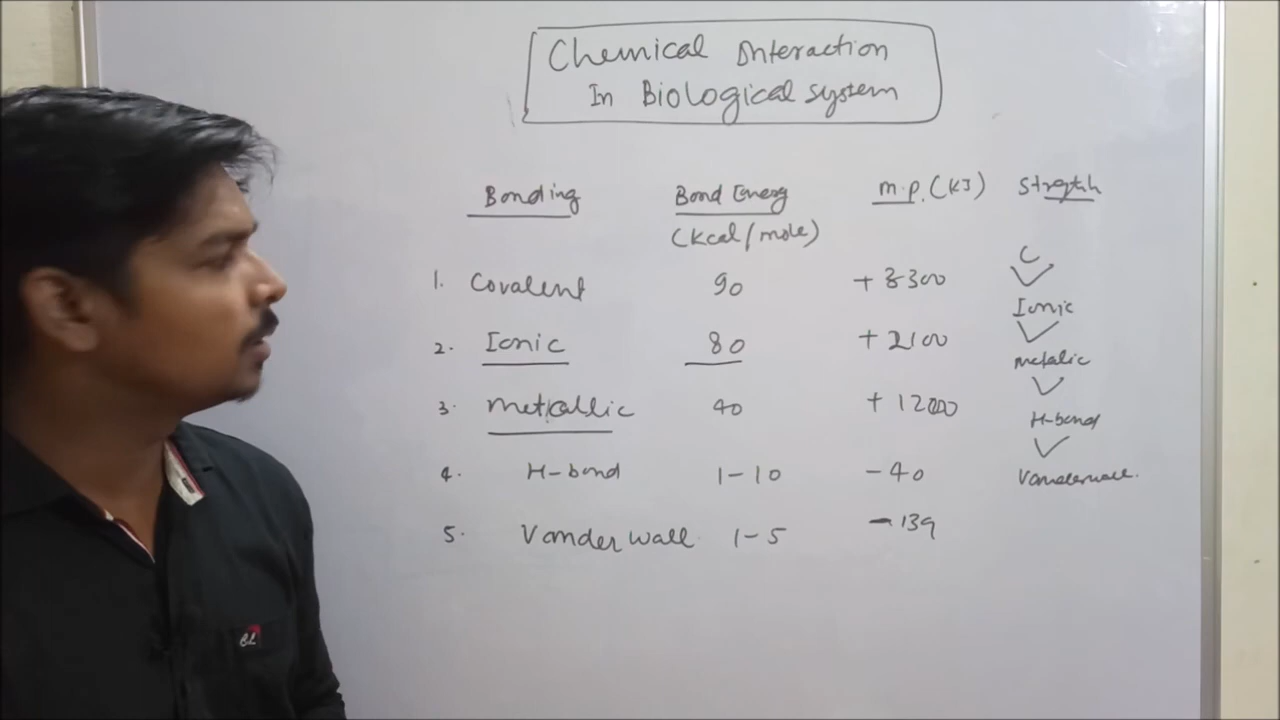 Chemical Interaction
In Biological system
Bonding Bond Energy m.p. (KJ) Strength
(Kcal/mole)
1. Covalent 90 + 3300 C
2. Ionic 80 + 2100 Ionic
3. Metallic 40 + 12000 metalic
4. H-bond 1-10 - 40 H-bond
5. Vander wall 1-5 - 139 Vanderwall.